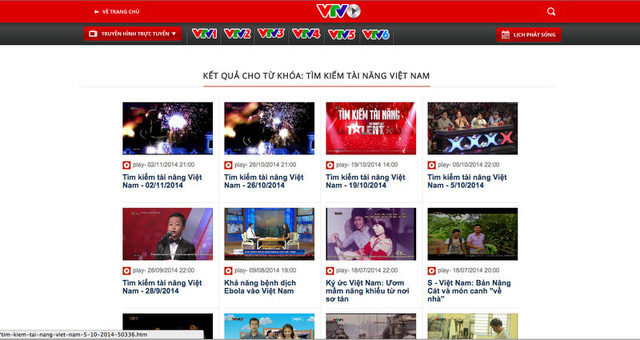 VỀ TRANG CHỦ
VTV
TRUYỀN HÌNH TRỰC TUYẾN
VTV1 VTV2 VTV3 VTV4 VTV5 VTV6
LỊCH PHÁT SÓNG
KẾT QUẢ CHO TỪ KHÓA: TÌM KIẾM TÀI NĂNG VIỆT NAM
TÌM KIẾM TÀI NĂNG
TALENT
XXXX
play- 02/11/2014 21:00
Tìm kiếm tài năng Việt
Nam - 02/11/2014
play- 26/10/2014 21:00
Tìm kiếm tài năng Việt
Nam - 26/10/2014
play- 19/10/2014 14:00
Tìm kiếm tài năng Việt
Nam - 19/10/2014
play- 05/10/2014 22:00
Tìm kiếm tài năng Việt
Nam - 5/10/2014
play- 28/09/2014 22:00
Tìm kiếm tài năng Việt
Nam - 28/9/2014
play- 09/08/2014 19:00
Khả năng bệnh dịch
Ebola vào Việt Nam
play- 18/07/2014 22:00
Ký ức Việt Nam: Ươm
mầm năng khiếu từ nơi
sơ tán
play- 18/07/2014 20:00
S - Việt Nam: Bản Năng
Cát và món canh "về
nhà"
"tim-kiem-tai-nang-viet-nam-5-10-2014-50336.htm